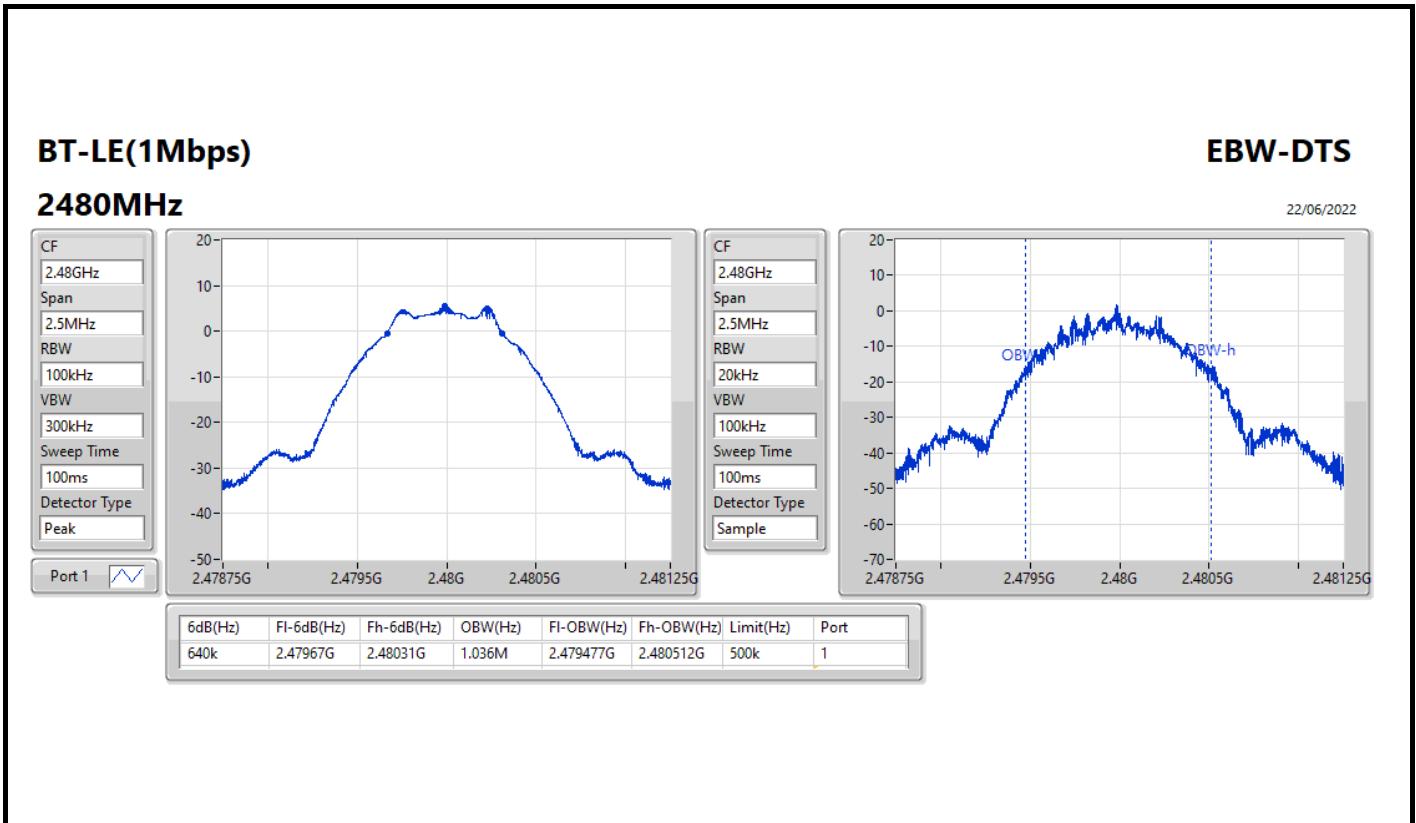 BT-LE(1Mbps)
EBW-DTS
2480MHz
22/06/2022
CF
2.48GHz
Span
2.5MHz
RBW
100kHz
VBW
300kHz
Sweep Time
100ms
Detector Type
Peak
Port 1
20
10
0
-10
-20
-30
-40
-50
2.47875G 2.4795G 2.48G 2.4805G 2.48125G
CF
2.48GHz
Span
2.5MHz
RBW
20kHz
VBW
100kHz
Sweep Time
100ms
Detector Type
Sample
20
10
0
-10
-20
-30
-40
-50
-60
-70
OBW-h
2.47875G 2.4795G 2.48G 2.4805G 2.48125G
6dB(Hz) Fl-6dB(Hz) Fh-6dB(Hz) OBW(Hz) Fl-OBW(Hz) Fh-OBW(Hz) Limit(Hz) Port
640k 2.47967G 2.48031G 1.036M 2.479477G 2.480512G 500k 1